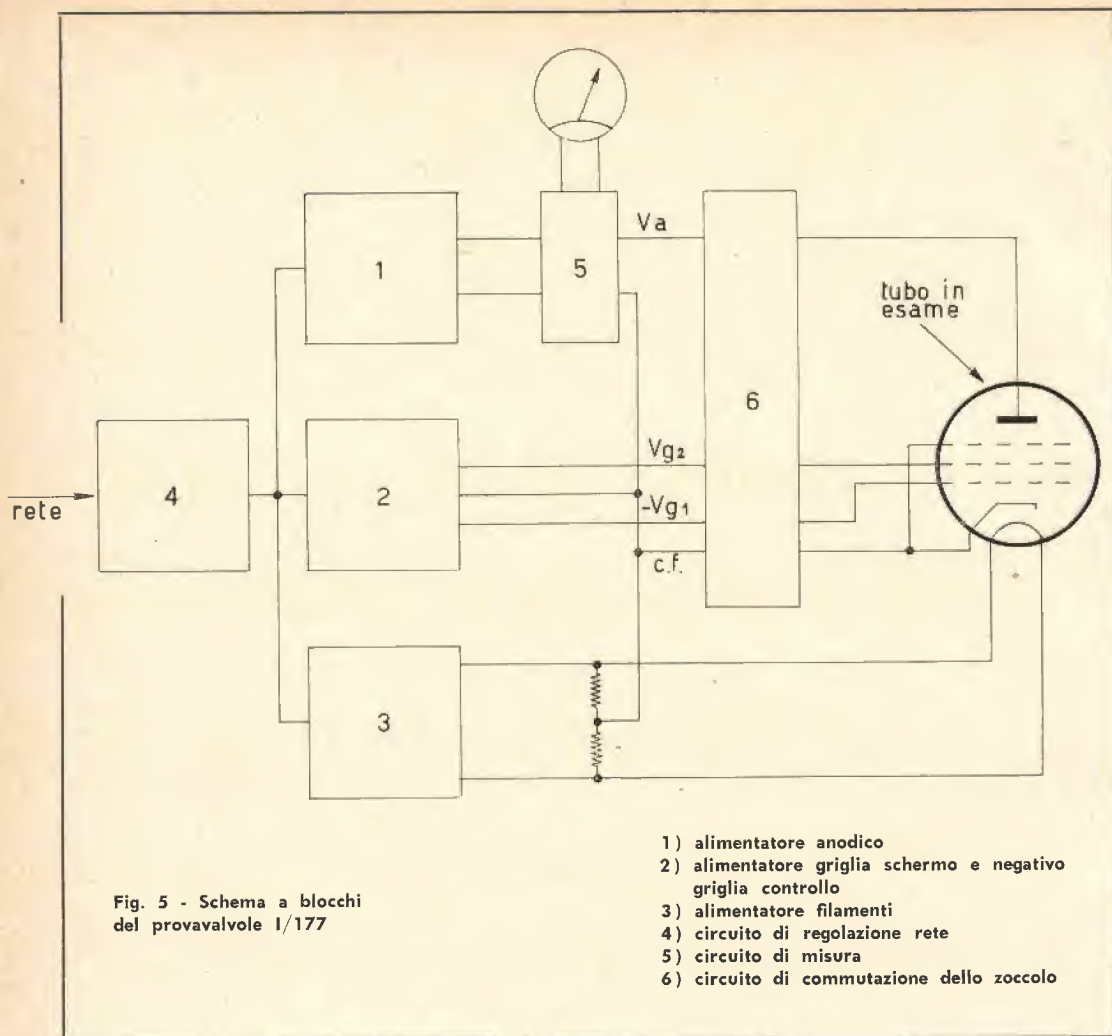 Va
1
5
tubo in
esame
6
Vg2
4
2
-Vg1
rete
c.f.
3
1) alimentatore anodico
2) alimentatore griglia schermo e negativo
griglia controllo
3) alimentatore filamenti
4) circuito di regolazione rete
5) circuito di misura
6) circuito di commutazione dello zoccolo
Fig. 5 - Schema a blocchi
del provavalvole I/177